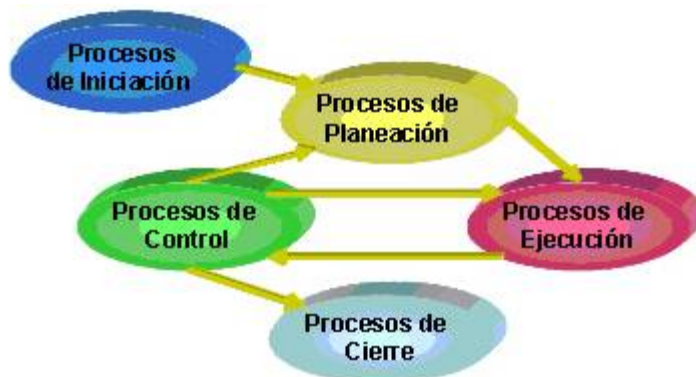 Procesos
de Iniciación
Procesos de
Planeación
Procesos de
Control
Procesos de
Ejecución
Procesos de
Cierre